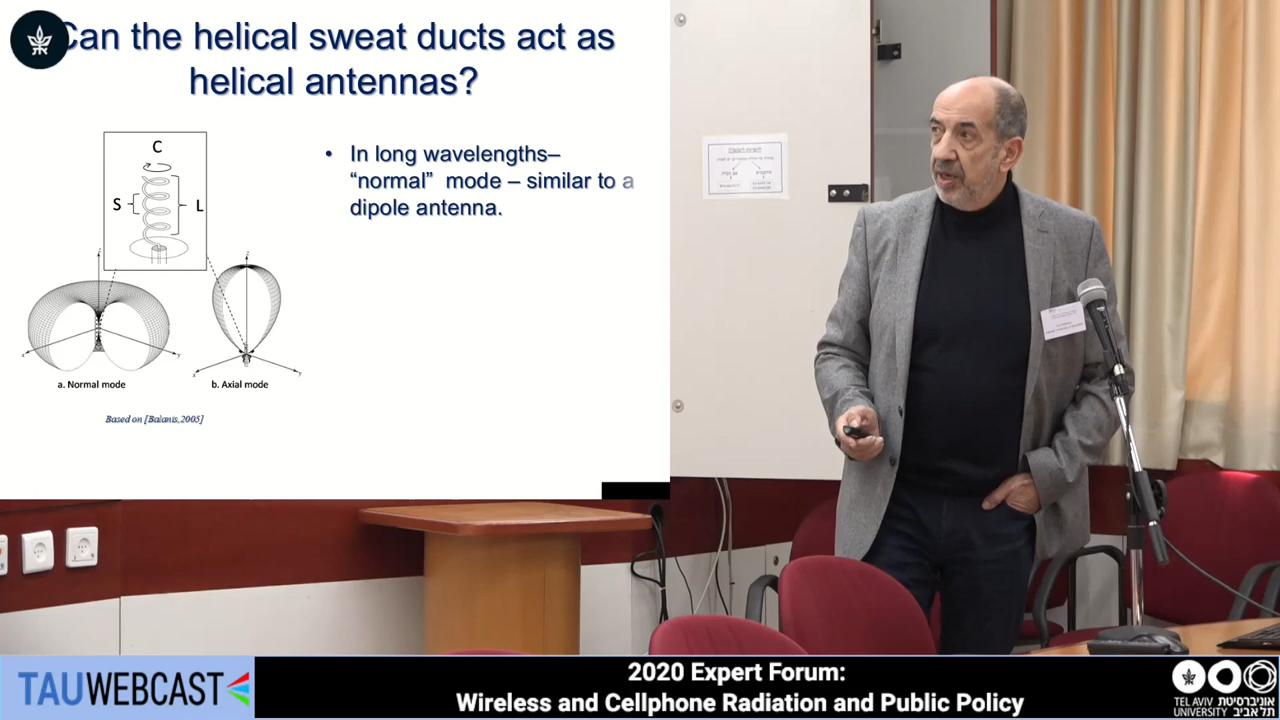 Can the helical sweat ducts act as
helical antennas?
C
S
L
• In long wavelengths–
“normal” mode – similar to a
dipole antenna.
z
z
x
y
x
y
a. Normal mode
b. Axial mode
Based on [Balanis,2005]
TAUWEBCAST
2020 Expert Forum:
Wireless and Cellphone Radiation and Public Policy
TEL AVIV אוניברסיטת
UNIVERSITY תל אביב